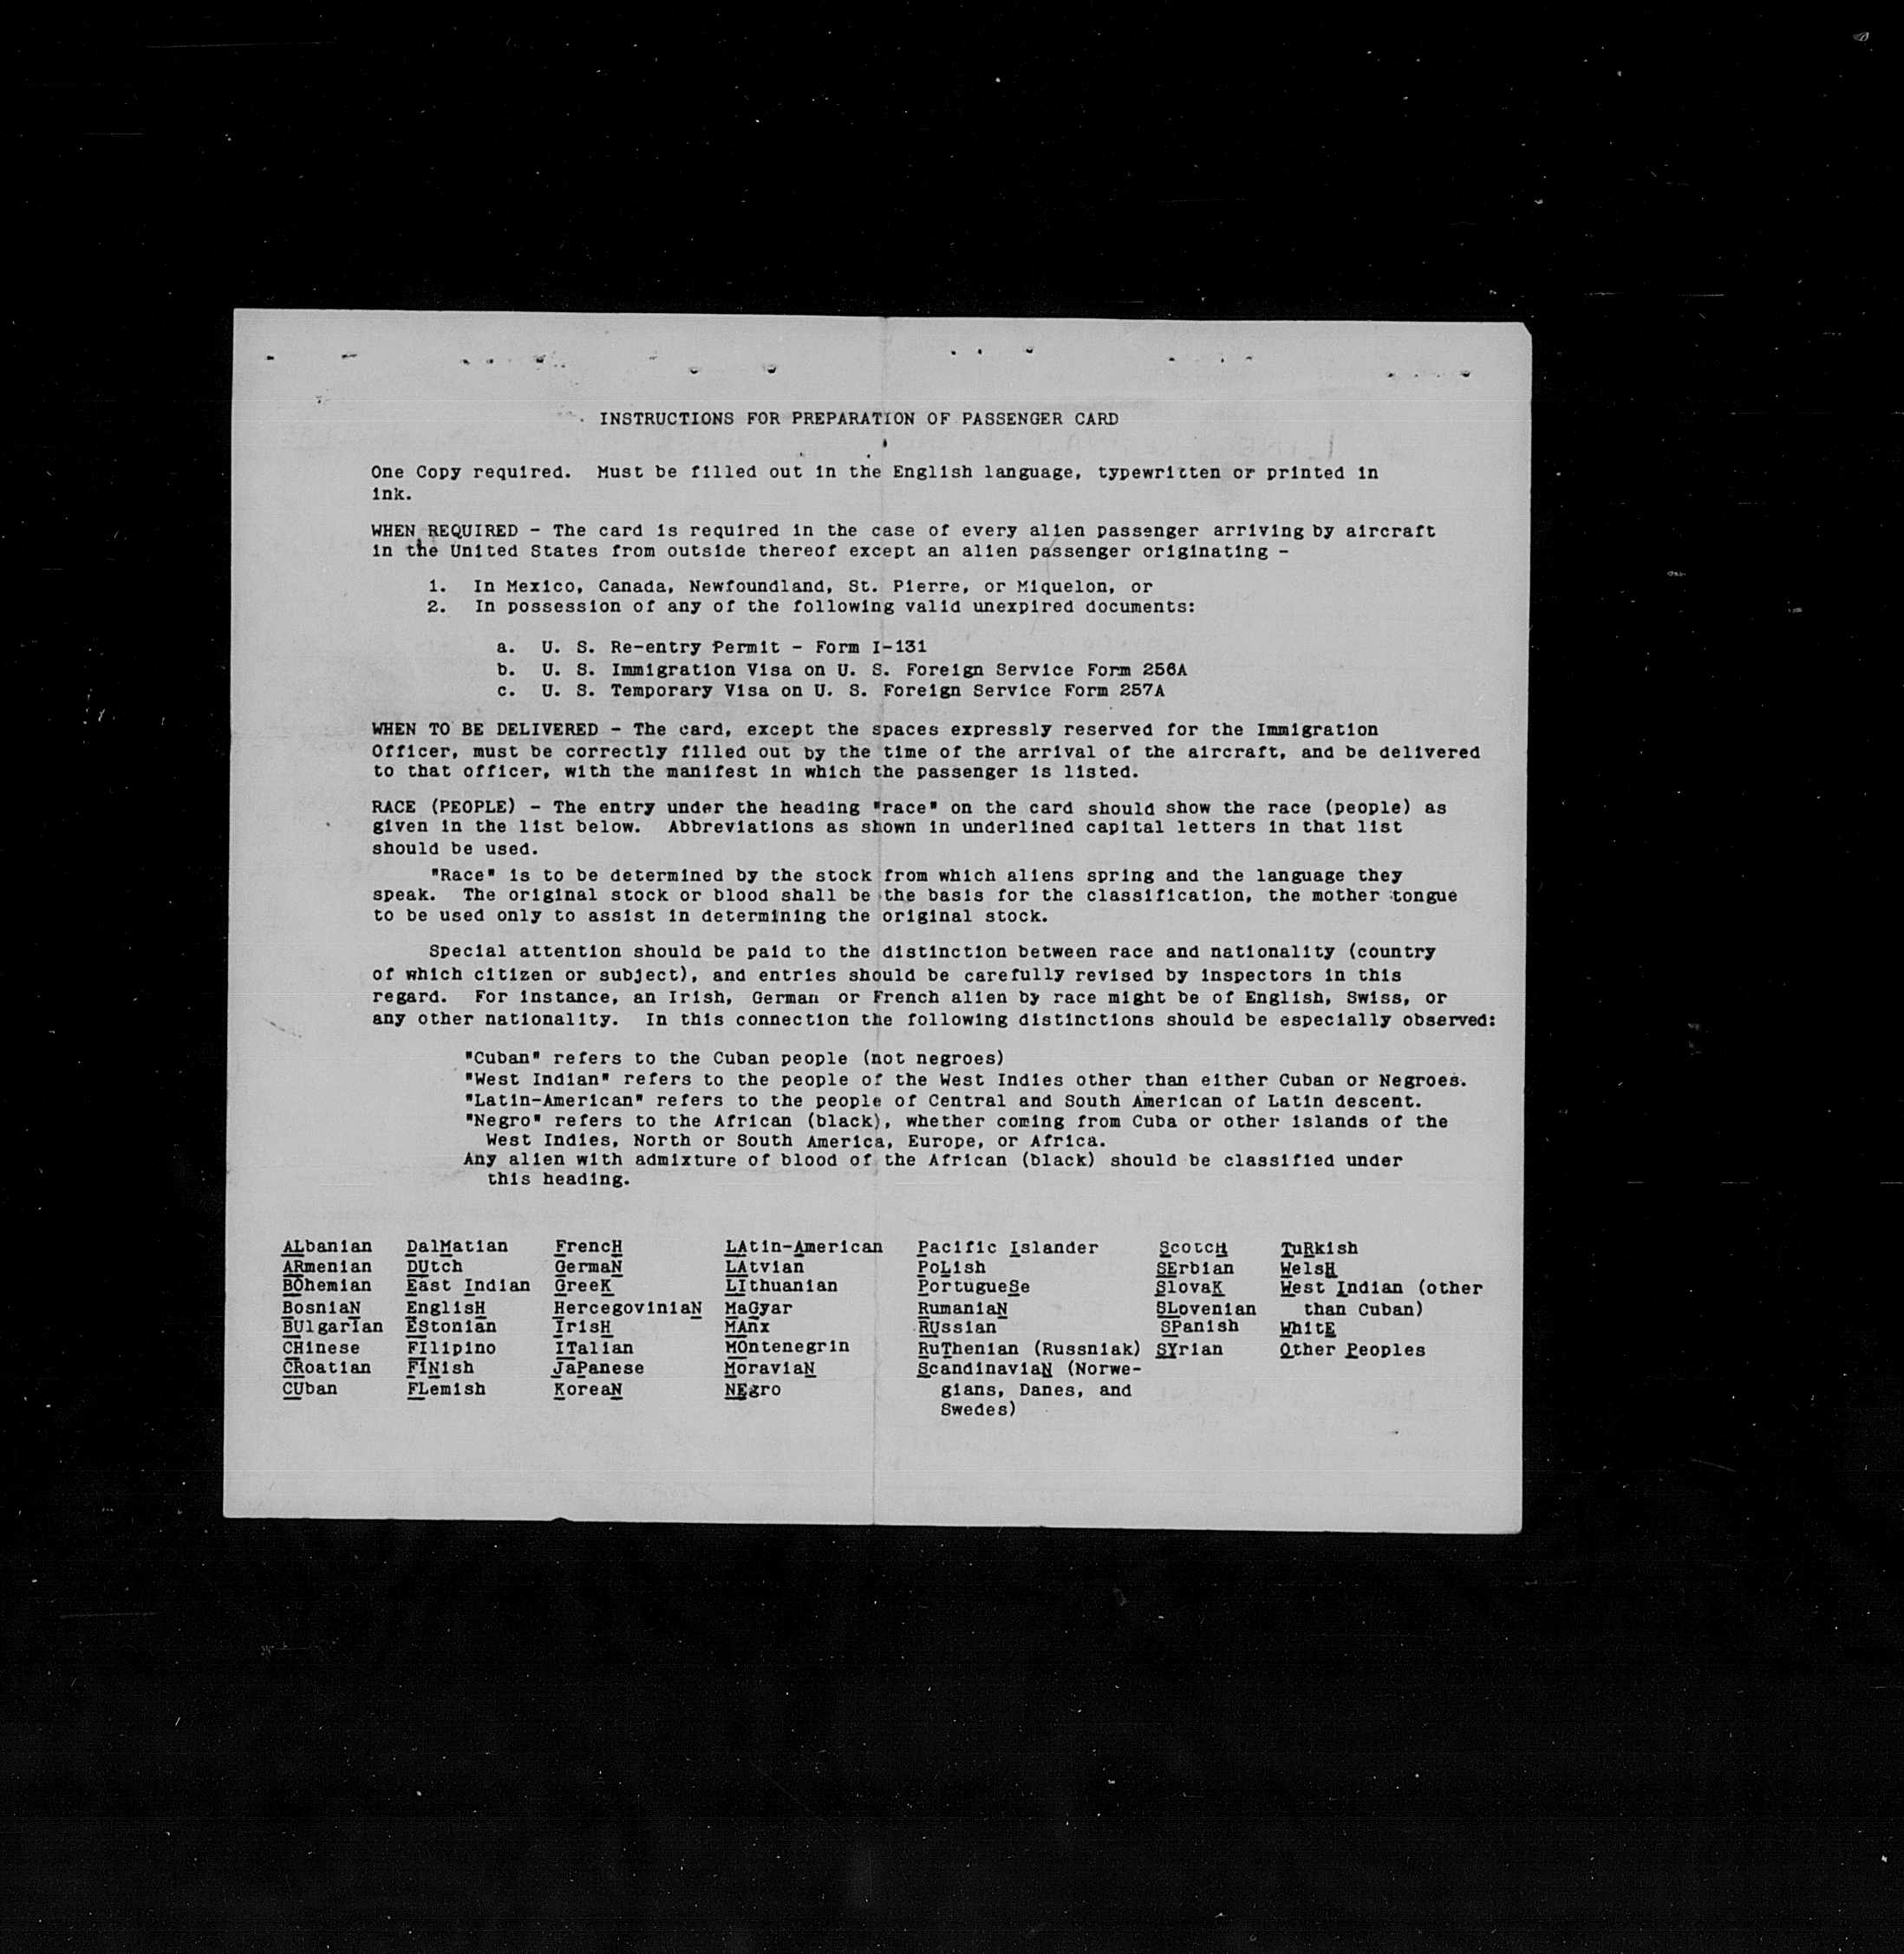 INSTRUCTIONS FOR PREPARATION OF PASSENGER CARD
One Copy required. Must be filled out in the English language, typewritten or printed in
ink.
WHEN REQUIRED - The card is required in the case of every alien passenger arriving by aircraft
in the United States from outside thereof except an alien passenger originating -
1. In Mexico, Canada, Newfoundland, St. Pierre, or Miquelon, or
2. In possession of any of the following valid unexpired documents:
a. U. S. Re-entry Permit - Form I-131
b. U. S. Immigration Visa on U. S. Foreign Service Form 256A
c. U. S. Temporary Visa on U. S. Foreign Service Form 257A
WHEN TO BE DELIVERED - The card, except the spaces expressly reserved for the Immigration
Officer, must be correctly filled out by the time of the arrival of the aircraft, and be delivered
to that officer, with the manifest in which the passenger is listed.
RACE (PEOPLE) - The entry under the heading "race" on the card should show the race (people) as
given in the list below. Abbreviations as shown in underlined capital letters in that list
should be used.
"Race" is to be determined by the stock from which aliens spring and the language they
speak. The original stock or blood shall be the basis for the classification, the mother tongue
to be used only to assist in determining the original stock.
Special attention should be paid to the distinction between race and nationality (country
of which citizen or subject), and entries should be carefully revised by inspectors in this
regard. For instance, an Irish, German or French alien by race might be of English, Swiss, or
any other nationality. In this connection the following distinctions should be especially observed:
"Cuban" refers to the Cuban people (not negroes)
"West Indian" refers to the people of the West Indies other than either Cuban or Negroes.
"Latin-American" refers to the people of Central and South American of Latin descent.
"Negro" refers to the African (black), whether coming from Cuba or other islands of the
West Indies, North or South America, Europe, or Africa.
Any alien with admixture of blood of the African (black) should be classified under
this heading.
ALbanian DalMatian FrencH LAtin-American Pacific Islander ScotcH TuRkish
ARmenian DUtch GermaN LAtvian PoLish SErbian WelsH
BOhemian East Indian GreeK LIthuanian PortugueSe SlovaK West Indian (other
BosniaN EnglisH HercegoviniaN MaGyar RumaniaN SLovenian than Cuban)
BUlgarIan EStonian IrisH MAnx RUssian SPanish WhitE
CHinese FIlipino ITalian MOntenegrin RuThenian (Russniak) SYrian Other Peoples
CRoatian FINish JaPanese MoraviaN ScandinaviaN (Norwe-
CUban FLemish KoreaN NEgro gians, Danes, and
Swedes)